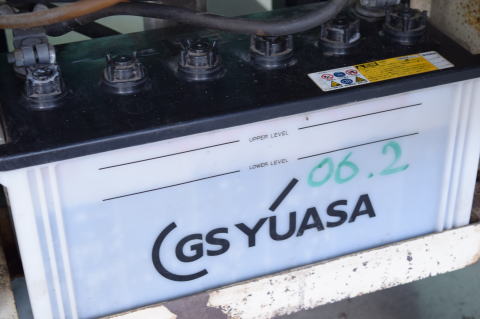 UPPER LEVEL
LOWER LEVEL
06.2
GS YUASA